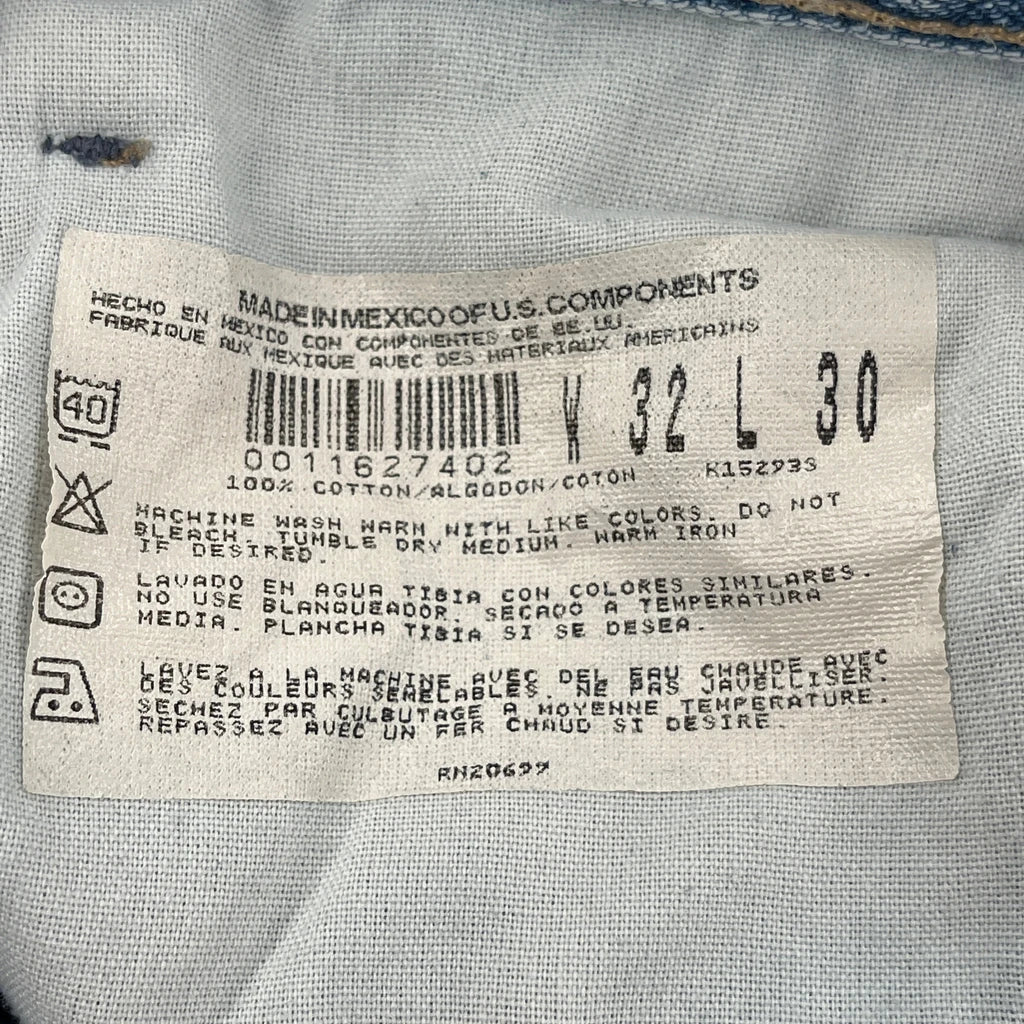 MADE IN MEXICO OF U.S. COMPONENTS
HECHO EN MEXICO CON COMPONENTES DE EE.UU.
FABRIQUE AUX MEXIQUE AVEC DES MATERIAUX AMERICAINS
40
W 32 L 30
0011627402
R152933
100% COTTON/ALGODON/COTON
MACHINE WASH WARM WITH LIKE COLORS. DO NOT
BLEACH. TUMBLE DRY MEDIUM. WARM IRON
IF DESIRED.
LAVADO EN AGUA TIBIA CON COLORES SIMILARES.
NO USE BLANQUEADOR. SECADO A TEMPERATURA
MEDIA. PLANCHA TIBIA SI SE DESEA.
LAVEZ A LA MACHINE AVEC DEL EAU CHAUDE AVEC
DES COULEURS SEMBLABLES. NE PAS JAVELLISER.
SECHEZ PAR CULBUTAGE A MOYENNE TEMPERATURE.
REPASSEZ AVEC UN FER CHAUD SI DESIRE.
RN20699